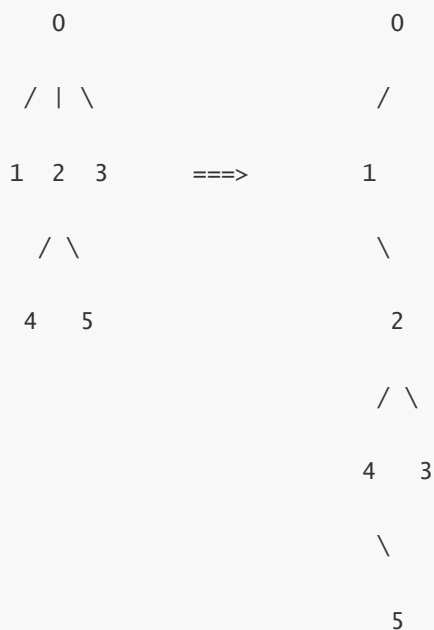 0                       0
  / | \                     /
 1  2  3       ===>        1
   / \                      \
  4   5                      2
                            / \
                           4   3
                            \
                             5